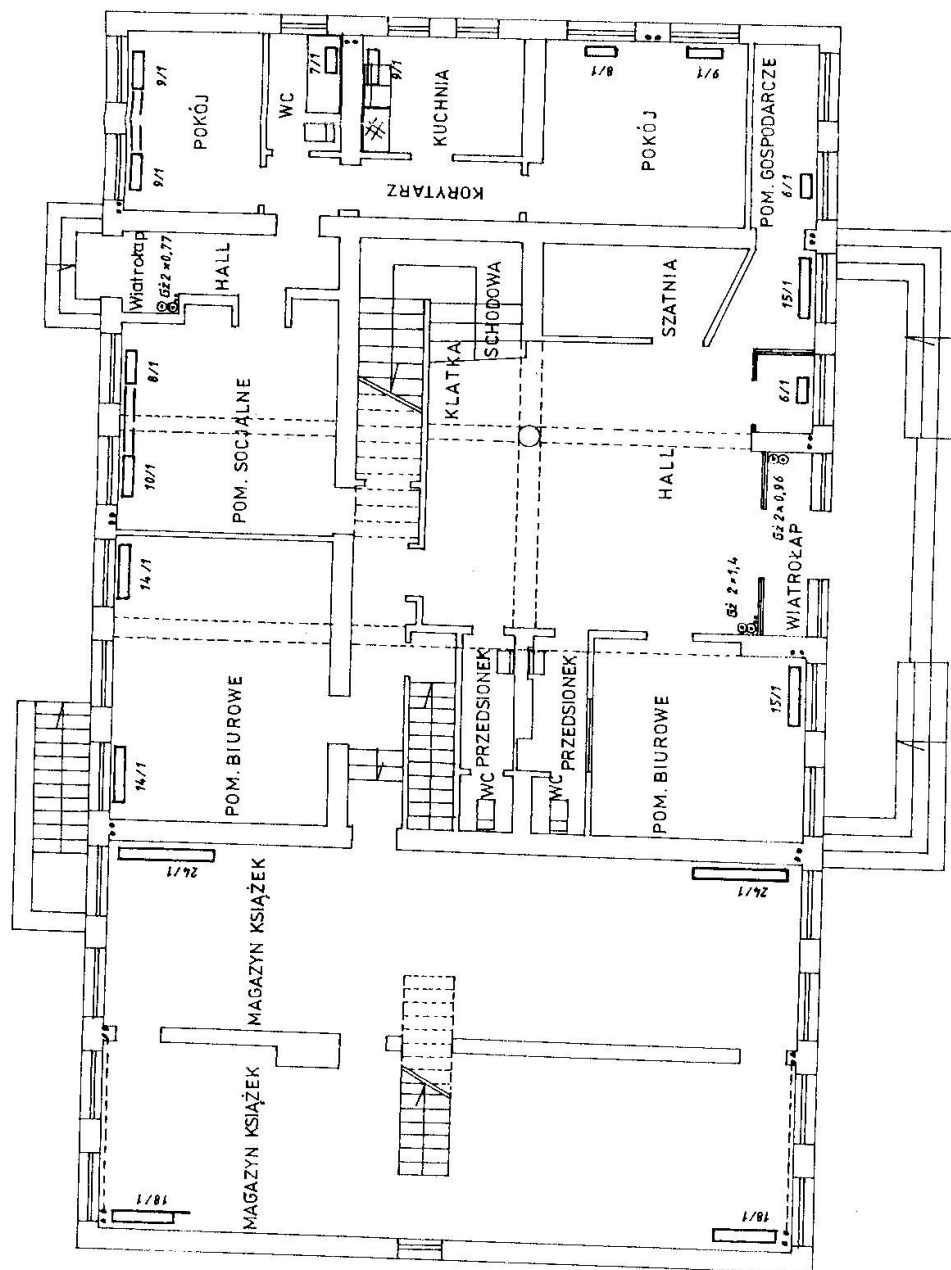 POKÓJ
9/1
9/1
WC
7/1
KUCHNIA
9/1
POKÓJ
8/1
9/1
POM. GOSPODARCZE
6/1
KORYTARZ
Wiatrołap
Gż 2×0,77
HALL
KLATKA
SCHODOWA
SZATNIA
15/1
6/1
POM. SOCJALNE
8/1
10/1
HALL
Gż 2×0,96
WIATROŁAP
Gż 2×1,4
POM. BIUROWE
14/1
14/1
PRZEDSIONEK
WC
PRZEDSIONEK
WC
POM. BIUROWE
15/1
MAGAZYN KSIĄŻEK
24/1
24/1
MAGAZYN KSIĄŻEK
18/1
18/1